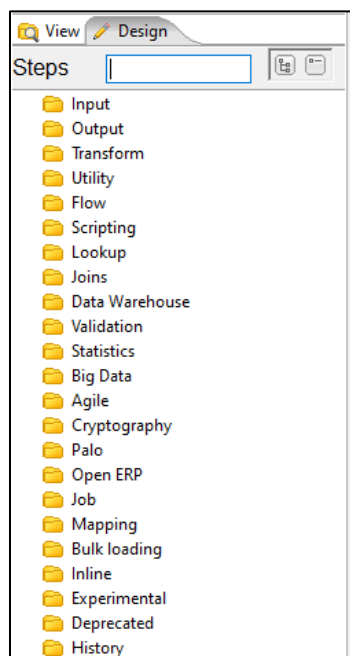 View Design
Steps
Input
Output
Transform
Utility
Flow
Scripting
Lookup
Joins
Data Warehouse
Validation
Statistics
Big Data
Agile
Cryptography
Palo
Open ERP
Job
Mapping
Bulk loading
Inline
Experimental
Deprecated
History